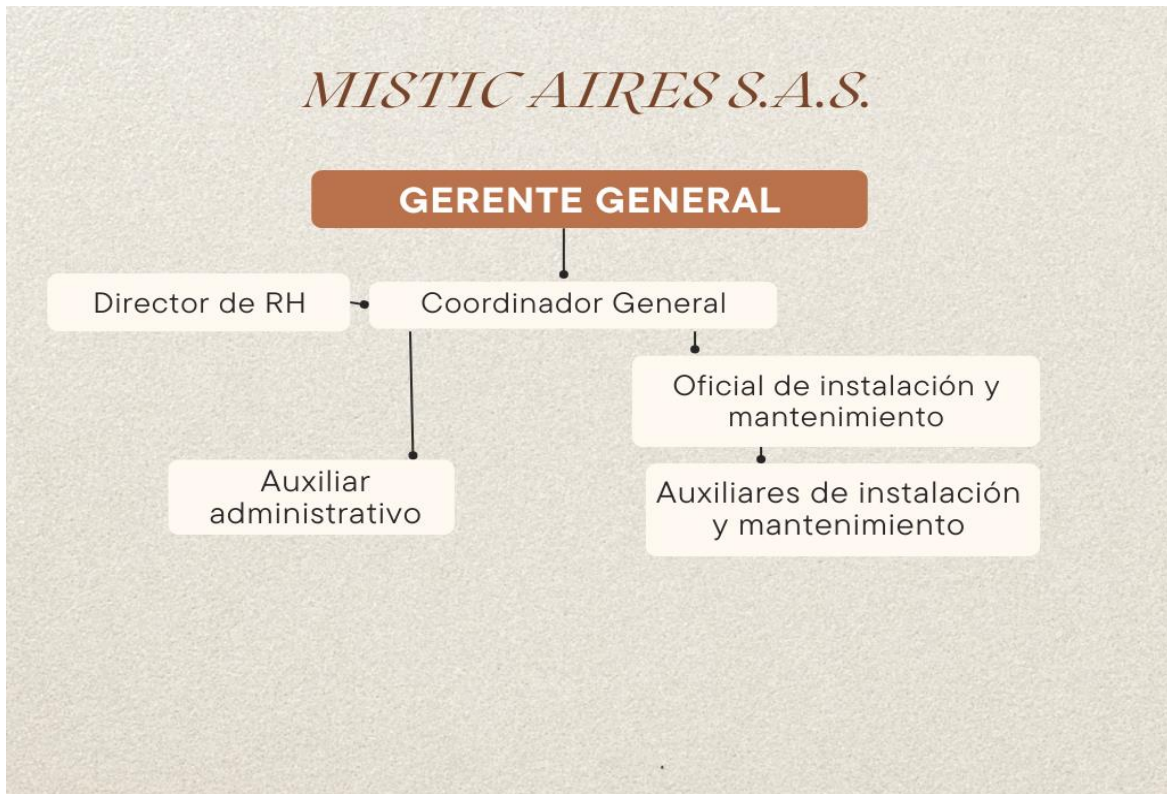 MISTIC AIRES S.A.S.
GERENTE GENERAL
Director de RH
Coordinador General
Oficial de instalación y
mantenimiento
Auxiliar
administrativo
Auxiliares de instalación
y mantenimiento